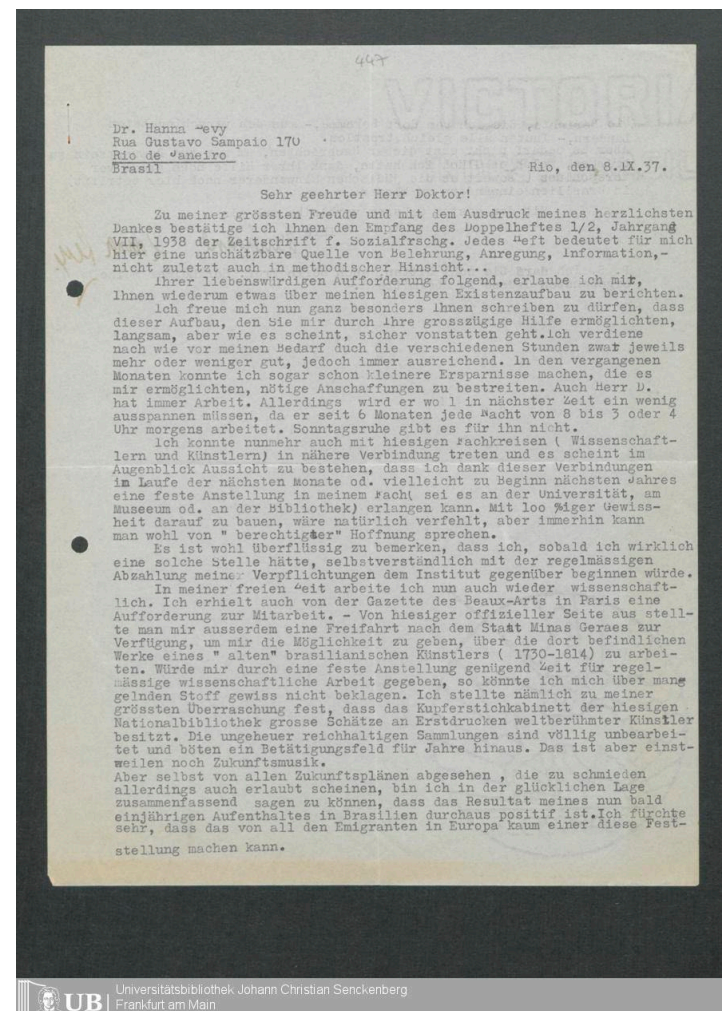 447
VICTORIA
Dr. Hanna Levy
Rua Gustavo Sampaio 170
Rio de Janeiro
Brasil
Rio, den 8.IX.37.
Sehr geehrter Herr Doktor!
Zu meiner grössten Freude und mit dem Ausdruck meines herzlichsten
Dankes bestätige ich Ihnen den Empfang des Doppelheftes 1/2, Jahrgang
VII, 1938 der Zeitschrift f. Sozialfrschg. Jedes Heft bedeutet für mich
hier eine unschätzbare Quelle von Belehrung, Anregung, Information,-
nicht zuletzt auch in methodischer Hinsicht...
Ihrer liebenswürdigen Aufforderung folgend, erlaube ich mir,
Ihnen wiederum etwas über meinen hiesigen Existenzaufbau zu berichten.
Ich freue mich nun ganz besonders Ihnen schreiben zu dürfen, dass
dieser Aufbau, den Sie mir durch Ihre grosszügige Hilfe ermöglichten,
langsam, aber wie es scheint, sicher vonstatten geht.Ich verdiene
nach wie vor meinen Bedarf duch die verschiedenen Stunden zwar jeweils
mehr oder weniger gut, jedoch immer ausreichend. In den vergangenen
Monaten konnte ich sogar schon kleinere Ersparnisse machen, die es
mir ermöglichten, nötige Anschaffungen zu bestreiten. Auch Herr D.
hat immer Arbeit. Allerdings wird er wo l in nächster Zeit ein wenig
ausspannen müssen, da er seit 6 Monaten jede Nacht von 8 bis 3 oder 4
Uhr morgens arbeitet. Sonntagsruhe gibt es für ihn nicht.
Ich konnte nunmehr auch mit hiesigen Fachkreisen ( Wissenschaft-
lern und Künstlern) in nähere Verbindung treten und es scheint im
Augenblick Aussicht zu bestehen, dass ich dank dieser Verbindungen
im Laufe der nächsten Monate od. vielleicht zu Beginn nächsten Jahres
eine feste Anstellung in meinem Fach( sei es an der Universität, am
Museeum od. an der Bibliothek) erlangen kann. Mit 100 %iger Gewiss-
heit darauf zu bauen, wäre natürlich verfehlt, aber immerhin kann
man wohl von " berechtigter" Hoffnung sprechen.
Es ist wohl überflüssig zu bemerken, dass ich, sobald ich wirklich
eine solche Stelle hätte, selbstverständlich mit der regelmässigen
Abzahlung meiner Verpflichtungen dem Institut gegenüber beginnen würde.
In meiner freien Zeit arbeite ich nun auch wieder wissenschaft-
lich. Ich erhielt auch von der Gazette des Beaux-Arts in Paris eine
Aufforderung zur Mitarbeit. - Von hiesiger offizieller Seite aus stell-
te man mir ausserdem eine Freifahrt nach dem Staat Minas Geraes zur
Verfügung, um mir die Möglichkeit zu geben, über die dort befindlichen
Werke eines " alten" brasilianischen Künstlers ( 1730-1814) zu arbei-
ten. Würde mir durch eine feste Anstellung genügend Zeit für regel-
mässige wissenschaftliche Arbeit gegeben, so könnte ich mich über man
gelnden Stoff gewiss nicht beklagen. Ich stellte nämlich zu meiner
grössten Überraschung fest, dass das Kupferstichkabinett der hiesigen
Nationalbibliothek grosse Schätze an Erstdrucken weltberühmter Künstler
besitzt. Die ungeheuer reichhaltigen Sammlungen sind völlig unbearbei-
tet und böten ein Betätigungsfeld für Jahre hinaus. Das ist aber einst-
weilen noch Zukunftsmusik.
Aber selbst von allen Zukunftsplänen abgesehen , die zu schmieden
allerdings auch erlaubt scheinen, bin ich in der glücklichen Lage
zusammenfassend sagen zu können, dass das Resultat meines nun bald
einjährigen Aufenthaltes in Brasilien durchaus positif ist.Ich fürchte
sehr, dass das von all den Emigranten in Europa kaum einer diese Fest-
stellung machen kann.
UB
Universitätsbibliothek Johann Christian Senckenberg
Frankfurt am Main